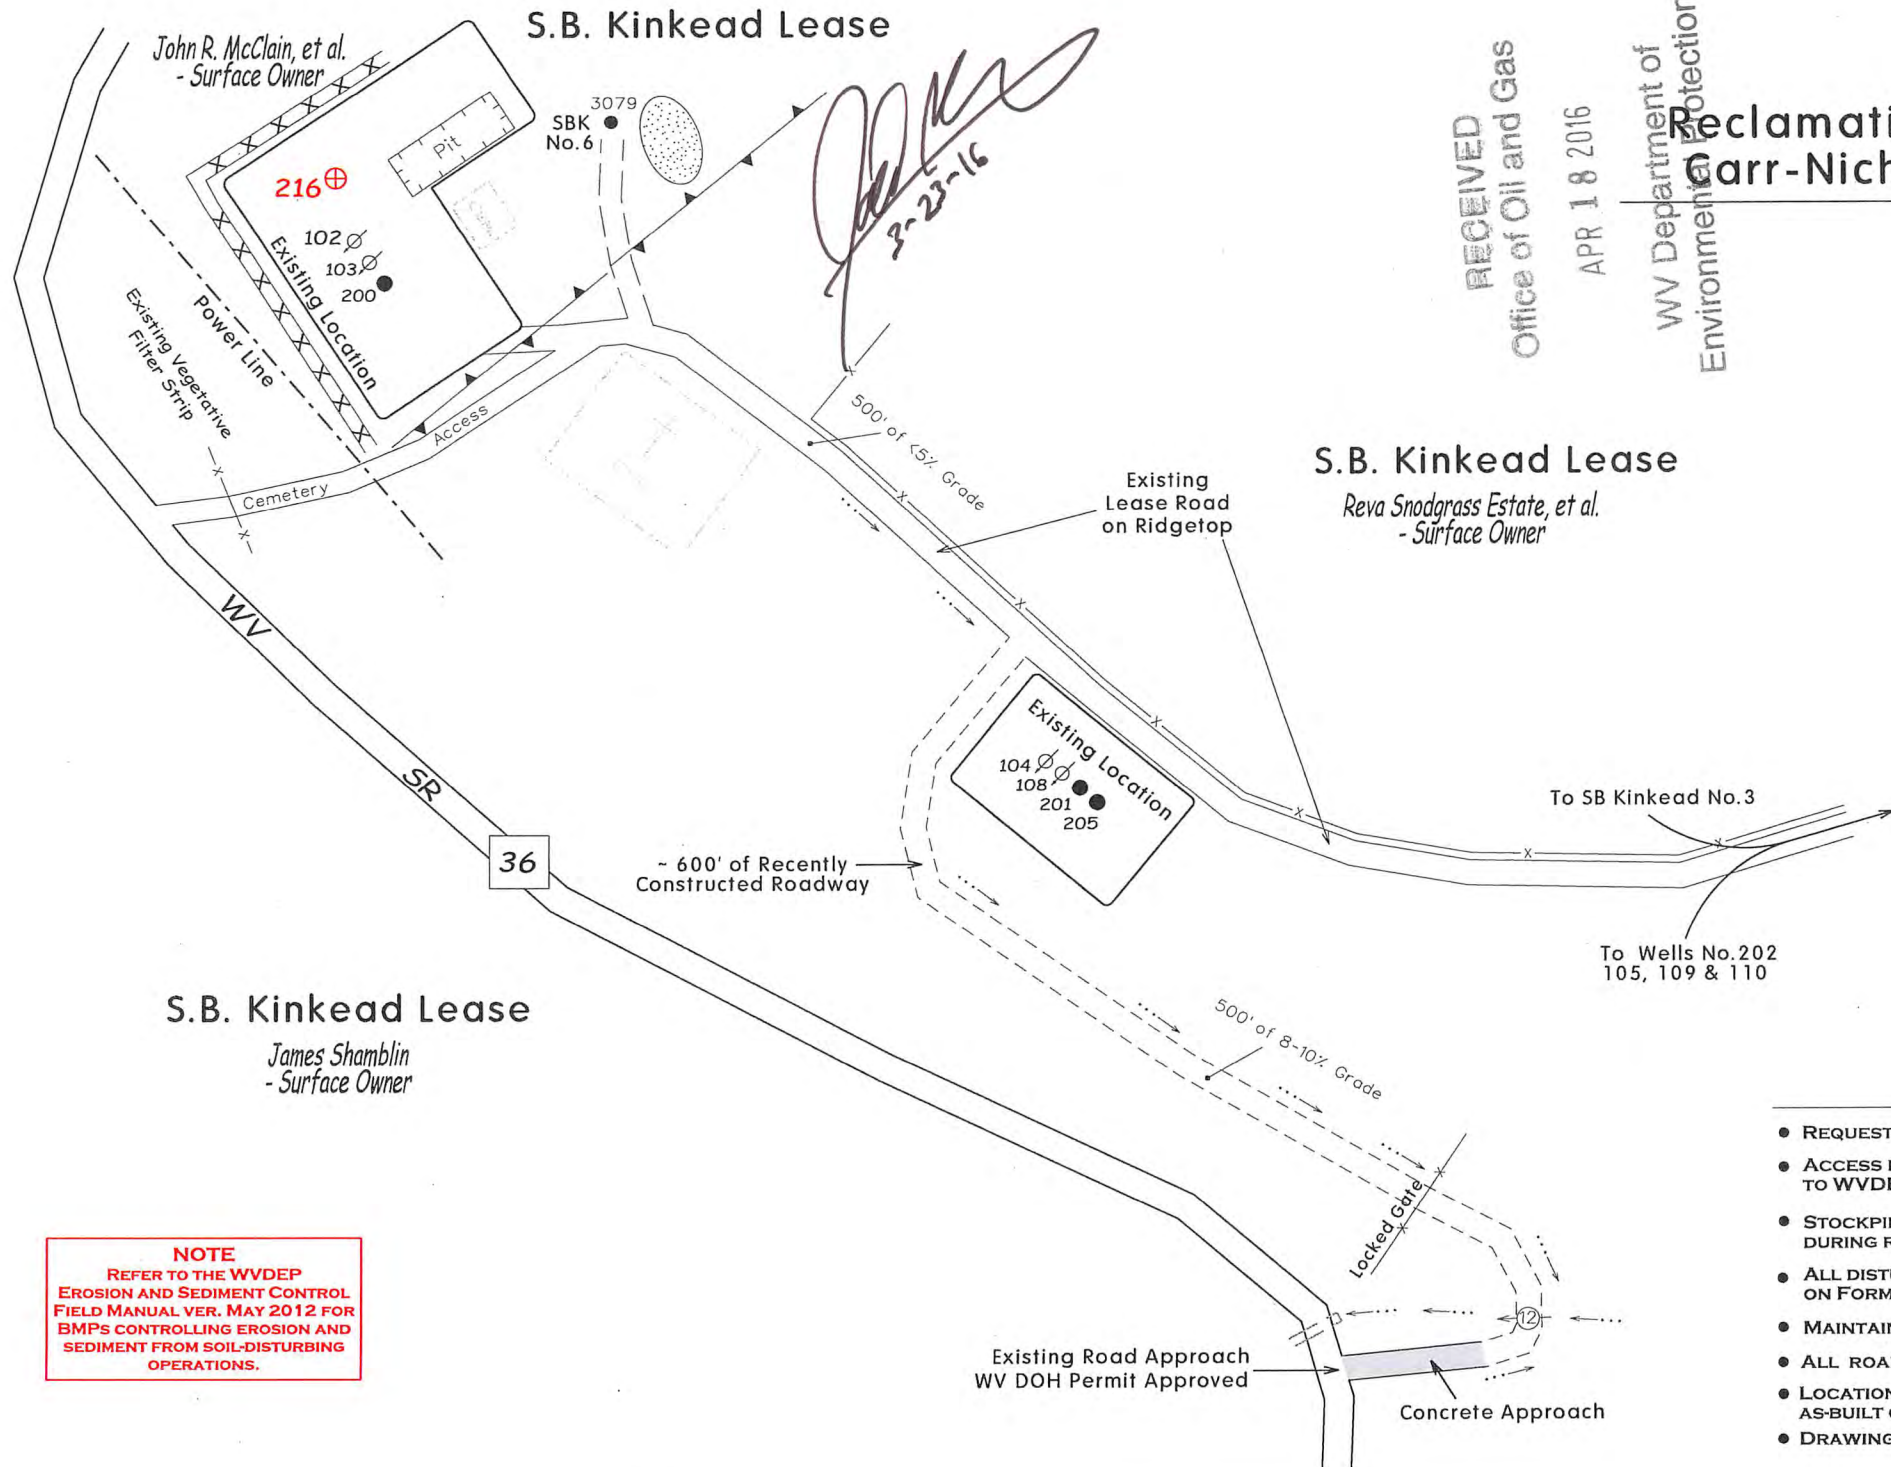 S.B. Kinkead Lease
John R. McClain, et al.
- Surface Owner
3079
SBK
No.6
Pit
216
102
103
200
Existing Location
Power Line
Existing Vegetative
Filter Strip
Cemetery
Access
3-23-16
RECEIVED
Office of Oil and Gas
APR 18 2016
WV Department of
Environmental Protection
Reclamati
Carr-Nich
500' of <5% Grade
Existing
Lease Road
on Ridgetop
S.B. Kinkead Lease
Reva Snodgrass Estate, et al.
- Surface Owner
WV
SR
36
Existing Location
104
108
201
205
To SB Kinkead No.3
~ 600' of Recently
Constructed Roadway
To Wells No.202
105, 109 & 110
S.B. Kinkead Lease
James Shamblin
- Surface Owner
500' of 8-10% Grade
Locked Gate
12
NOTE
REFER TO THE WVDEP
EROSION AND SEDIMENT CONTROL
FIELD MANUAL VER. MAY 2012 FOR
BMPS CONTROLLING EROSION AND
SEDIMENT FROM SOIL-DISTURBING
OPERATIONS.
Existing Road Approach
WV DOH Permit Approved
Concrete Approach
• REQUEST
• ACCESS
TO WVD
• STOCKPI
DURING
• ALL DIST
ON FORM
• MAINTAI
• ALL ROA
• LOCATION
AS-BUILT
• DRAWING